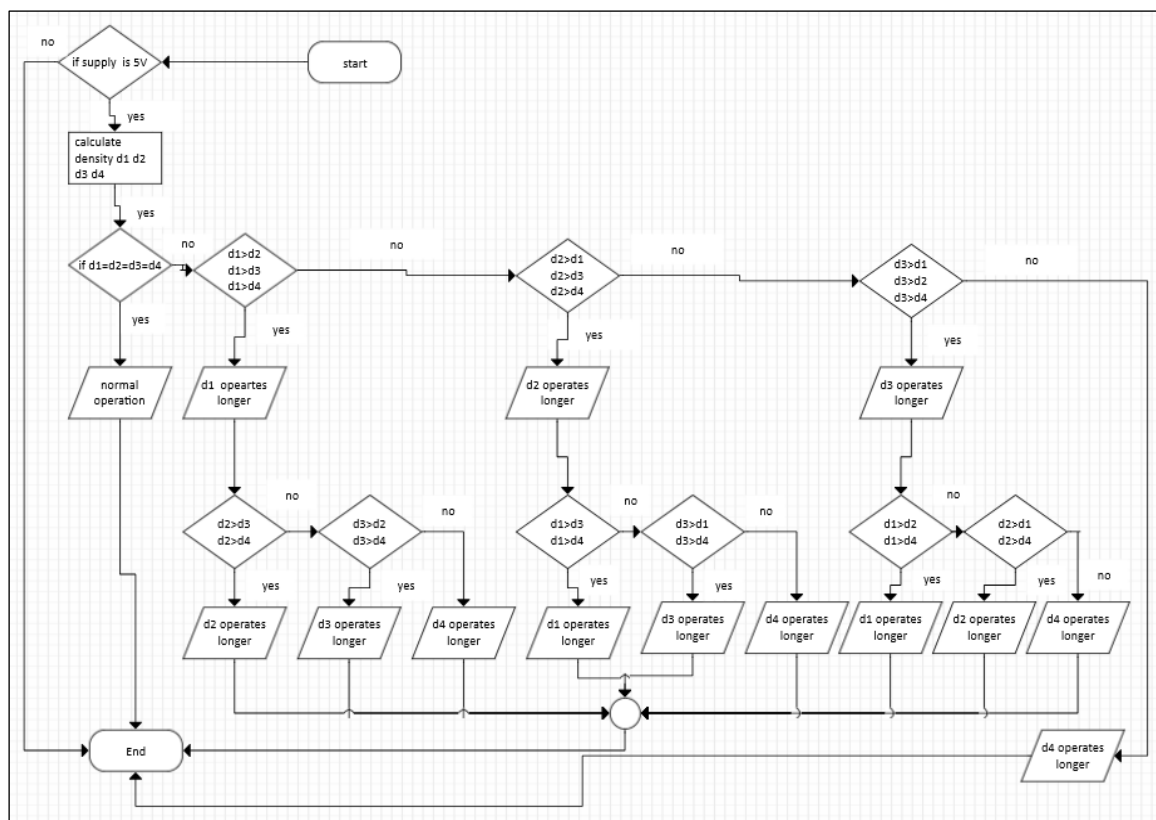 no
if supply is 5V
start
yes
calculate
density d1 d2
d3 d4
yes
if d1=d2=d3=d4
no
d1>d2
d1>d3
d1>d4
no
d2>d1
d2>d3
d2>d4
no
d3>d1
d3>d2
d3>d4
no
yes
yes
yes
yes
normal
operation
d1 opeartes
longer
d2 operates
longer
d3 operates
longer
d2>d3
d2>d4
no
d3>d2
d3>d4
no
d1>d3
d1>d4
no
d3>d1
d3>d4
no
d1>d2
d1>d4
no
d2>d1
d2>d4
no
yes
yes
yes
yes
yes
yes
d2 operates
longer
d3 operates
longer
d4 operates
longer
d1 operates
longer
d3 operates
longer
d4 operates
longer
d1 operates
longer
d2 operates
longer
d4 operates
longer
End
d4 operates
longer